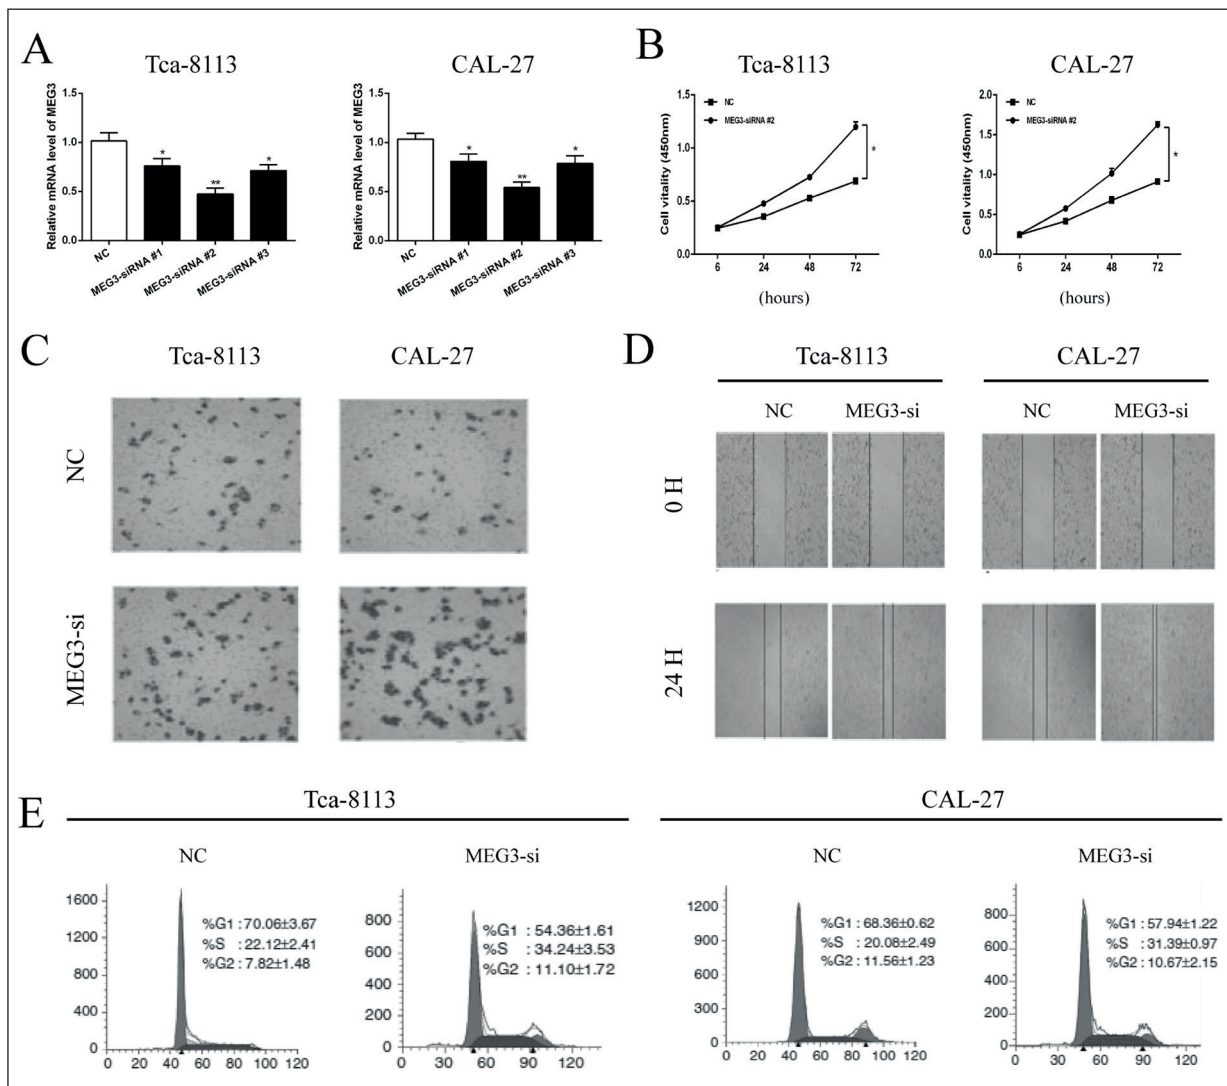 A
Tca-8113
CAL-27
Relative mRNA level of MEG3
1.5
1.0
0.5
0.0
*
**
*
NC
MEG3-siRNA #1
MEG3-siRNA #2
MEG3-siRNA #3
Relative mRNA level of MEG3
1.5
1.0
0.5
0.0
*
**
*
NC
MEG3-siRNA #1
MEG3-siRNA #2
MEG3-siRNA #3
B
Tca-8113
CAL-27
Cell vitality (450nm)
1.5
1.0
0.5
0.0
NC
MEG3-siRNA #2
*
6 24 48 72
(hours)
Cell vitality (450nm)
2.0
1.5
1.0
0.5
0.0
NC
MEG3-siRNA #2
*
6 24 48 72
(hours)
C
Tca-8113
CAL-27
NC
MEG3-si
D
Tca-8113
CAL-27
NC
MEG3-si
NC
MEG3-si
0 H
24 H
E
Tca-8113
CAL-27
NC
1600
1200
800
400
0
%G1 : 70.06±3.67
%S : 22.12±2.41
%G2 : 7.82±1.48
0 20 40 60 80 100 120
MEG3-si
800
600
400
200
0
%G1 : 54.36±1.61
%S : 34.24±3.53
%G2 : 11.10±1.72
0 30 60 90 120
NC
1200
900
600
300
0
%G1 : 68.36±0.62
%S : 20.08±2.49
%G2 : 11.56±1.23
0 20 40 60 80 100 120
MEG3-si
800
600
400
200
0
%G1 : 57.94±1.22
%S : 31.39±0.97
%G2 : 10.67±2.15
0 30 60 90 120